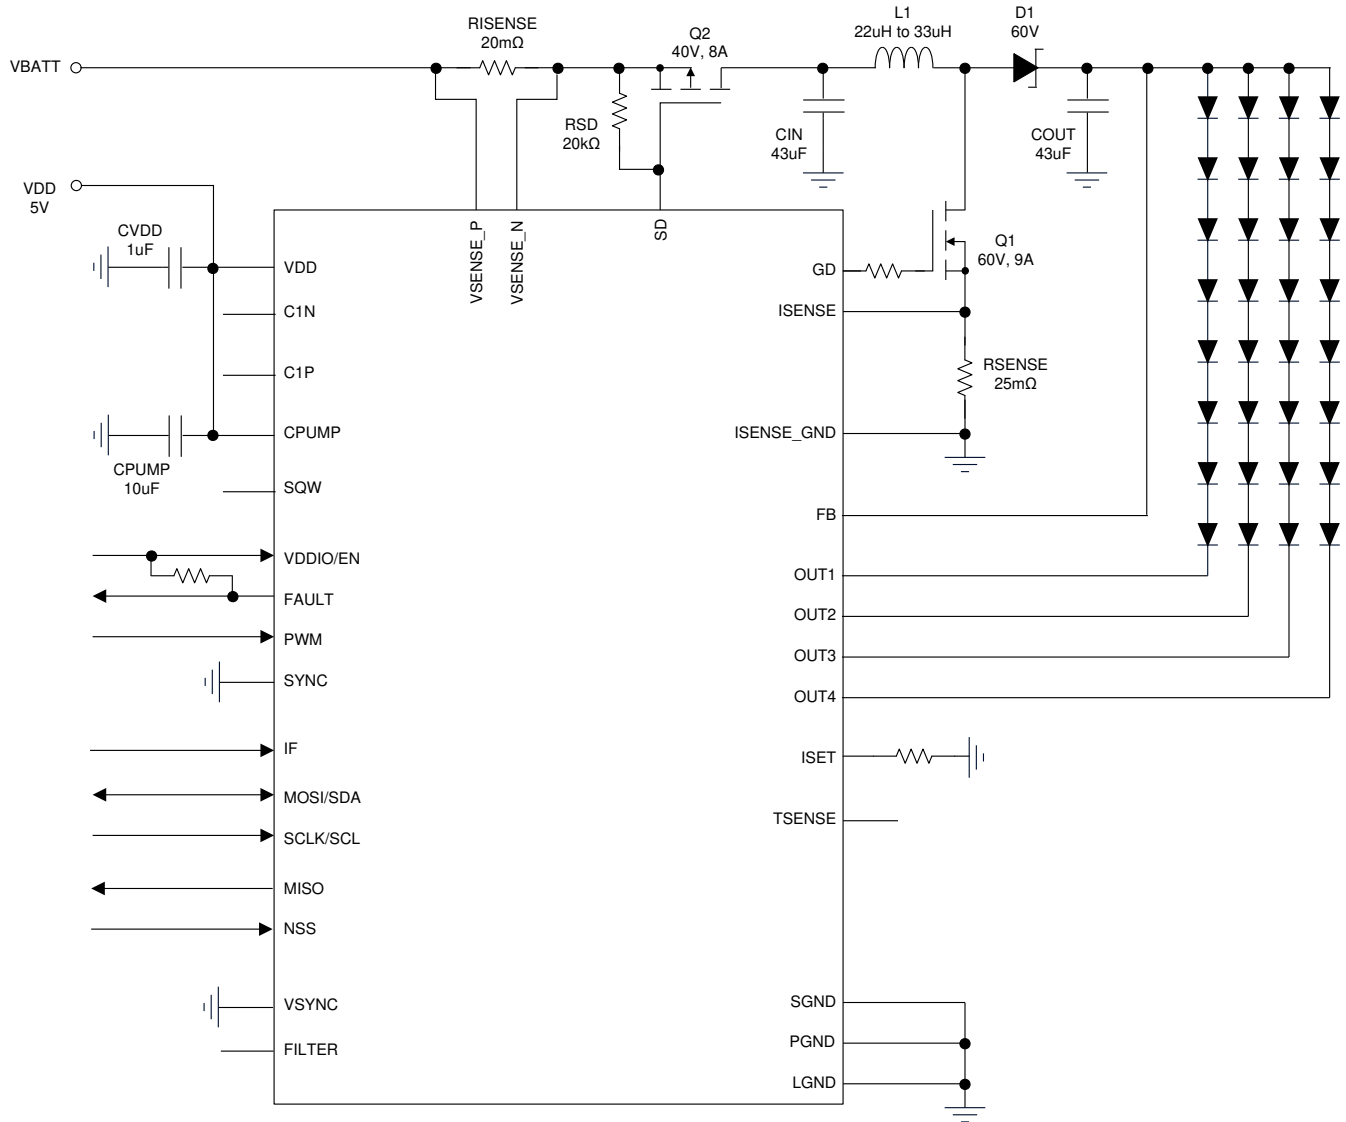 VBATT
RISENSE
20mΩ
Q2
40V, 8A
L1
22uH to 33uH
D1
60V
RSD
20kΩ
CIN
43uF
COUT
43uF
VDD
5V
CVDD
1uF
VSENSE_P
VSENSE_N
SD
VDD
C1N
C1P
CPUMP
CPUMP
10uF
SQW
VDDIO/EN
FAULT
PWM
SYNC
IF
MOSI/SDA
SCLK/SCL
MISO
NSS
VSYNC
FILTER
GD
Q1
60V, 9A
ISENSE
RSENSE
25mΩ
ISENSE_GND
FB
OUT1
OUT2
OUT3
OUT4
ISET
TSENSE
SGND
PGND
LGND